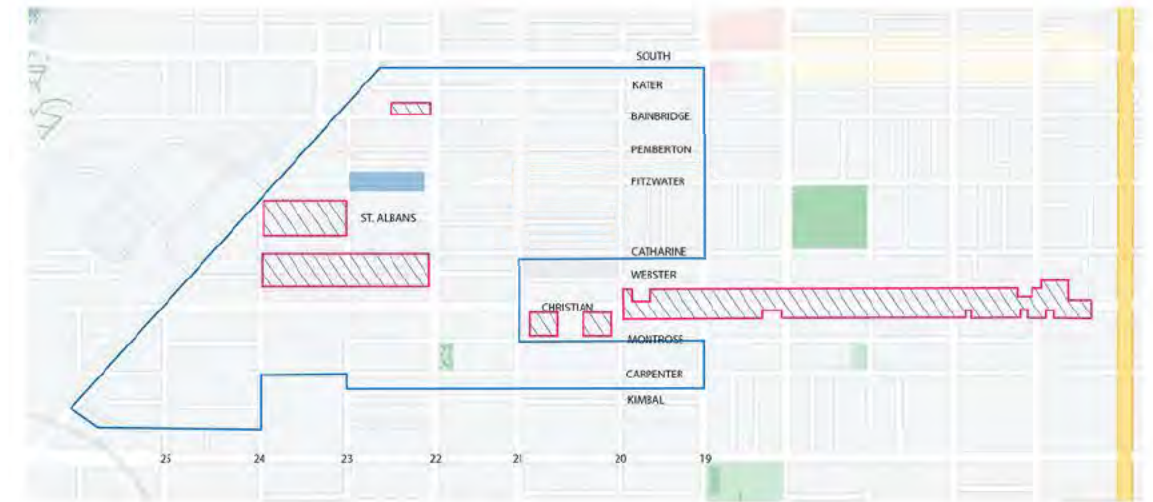 SOUTH
KATER
BAINBRIDGE
PEMBERTON
FITZWATER
ST. ALBANS
CATHARINE
WEBSTER
CHRISTIAN
MONTROSE
CARPENTER
KIMBAL
25 24 23 22 21 20 19